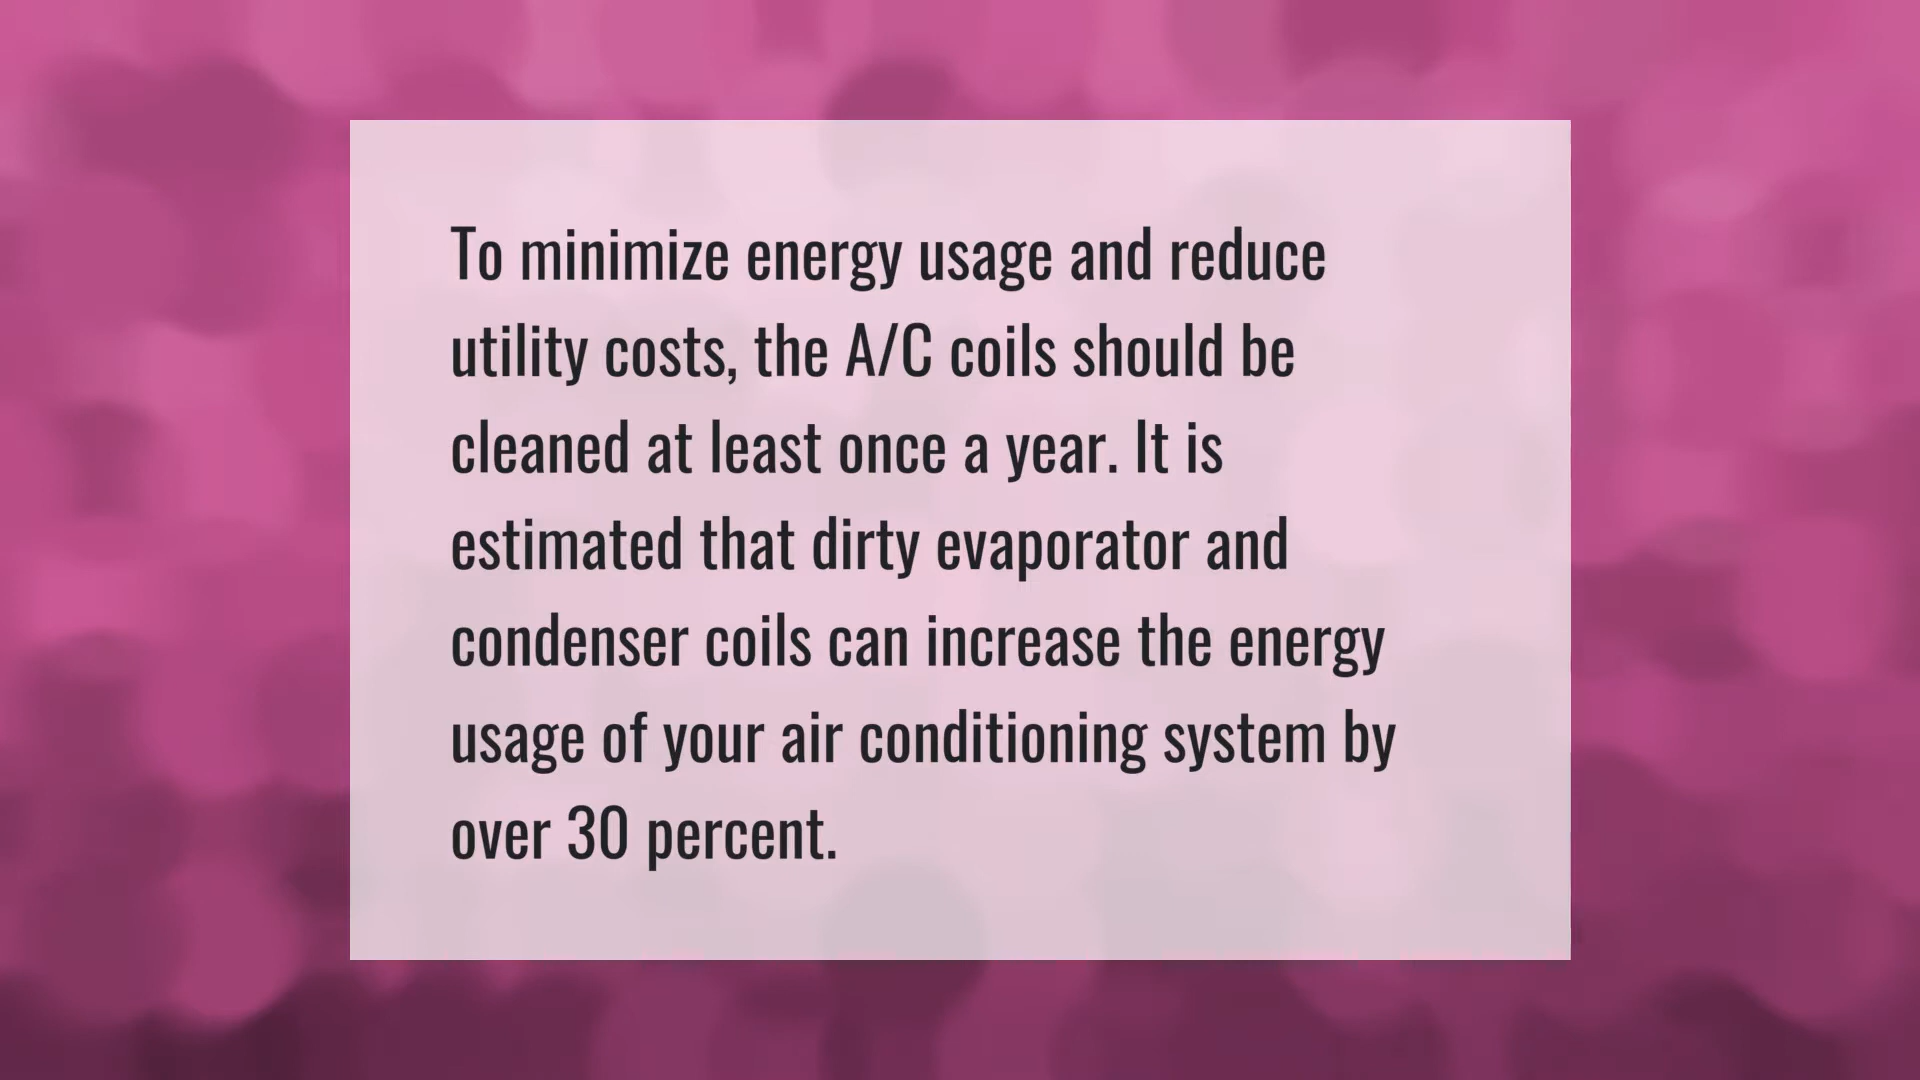 To minimize energy usage and reduce
utility costs, the A/C coils should be
cleaned at least once a year. It is
estimated that dirty evaporator and
condenser coils can increase the energy
usage of your air conditioning system by
over 30 percent.